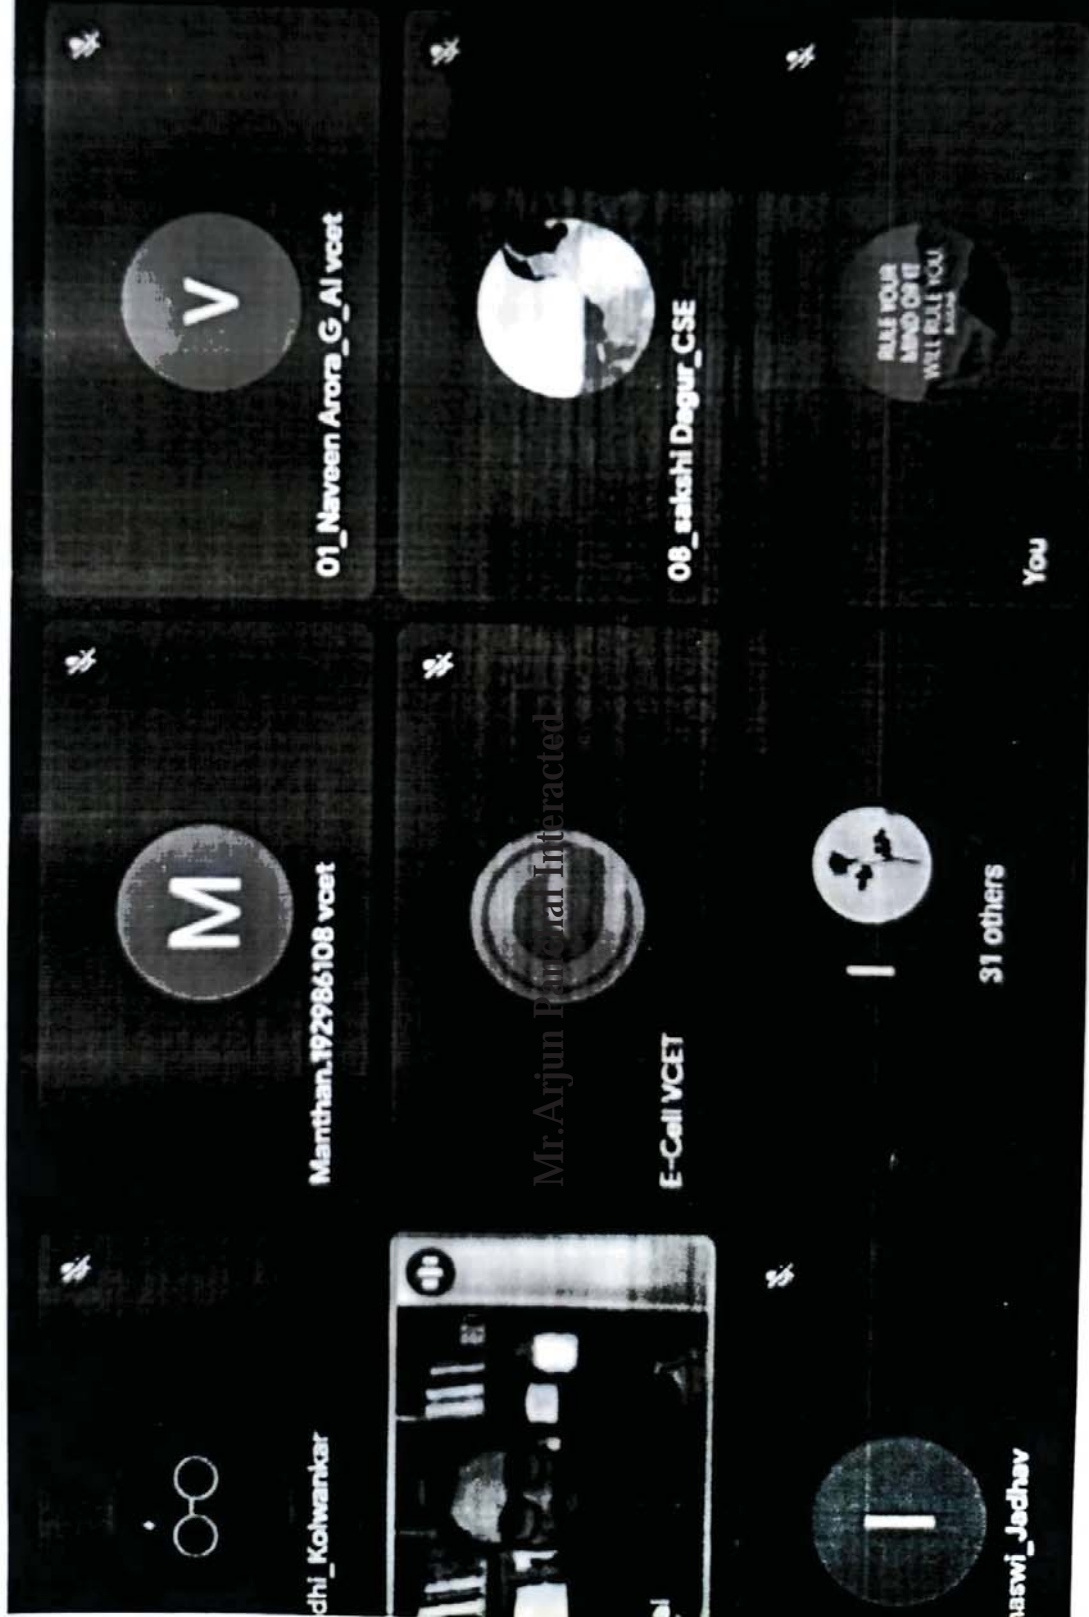 dhi_Kolwankar
Manthan.192986108 vcet
M
01_Naveen Arora_G_AI vcet
V
E-Cell VCET
Mr.Arjun Panchal Interacted
08_sakshi Dagur_CSE
aswi_Jadhav
I
31 others
I
You
RULE YOUR
MIND OR IT
WILL RULE YOU